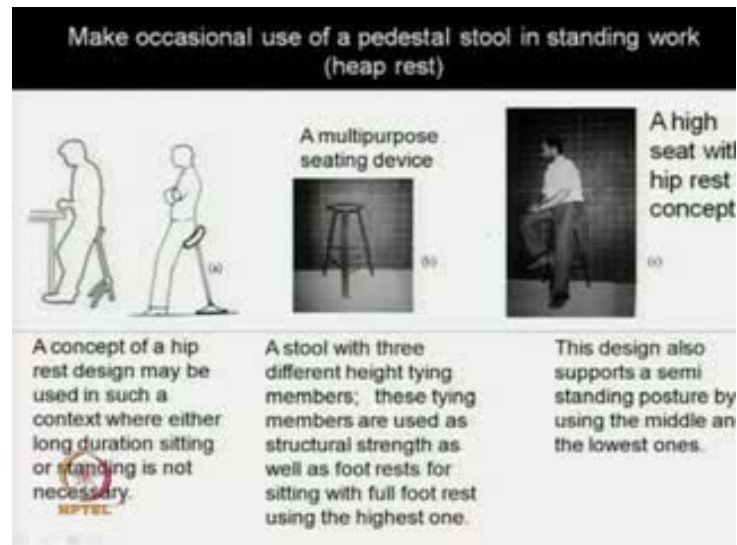 Make occasional use of a pedestal stool in standing work
(heap rest)
(a)
A multipurpose
seating device
(b)
(c)
A high
seat with
hip rest
concept
A concept of a hip
rest design may be
used in such a
context where either
long duration sitting
or standing is not
necessary.
A stool with three
different height tying
members; these tying
members are used as
structural strength as
well as foot rests for
sitting with full foot rest
using the highest one.
This design also
supports a semi
standing posture by
using the middle an
the lowest ones.
NPTEL